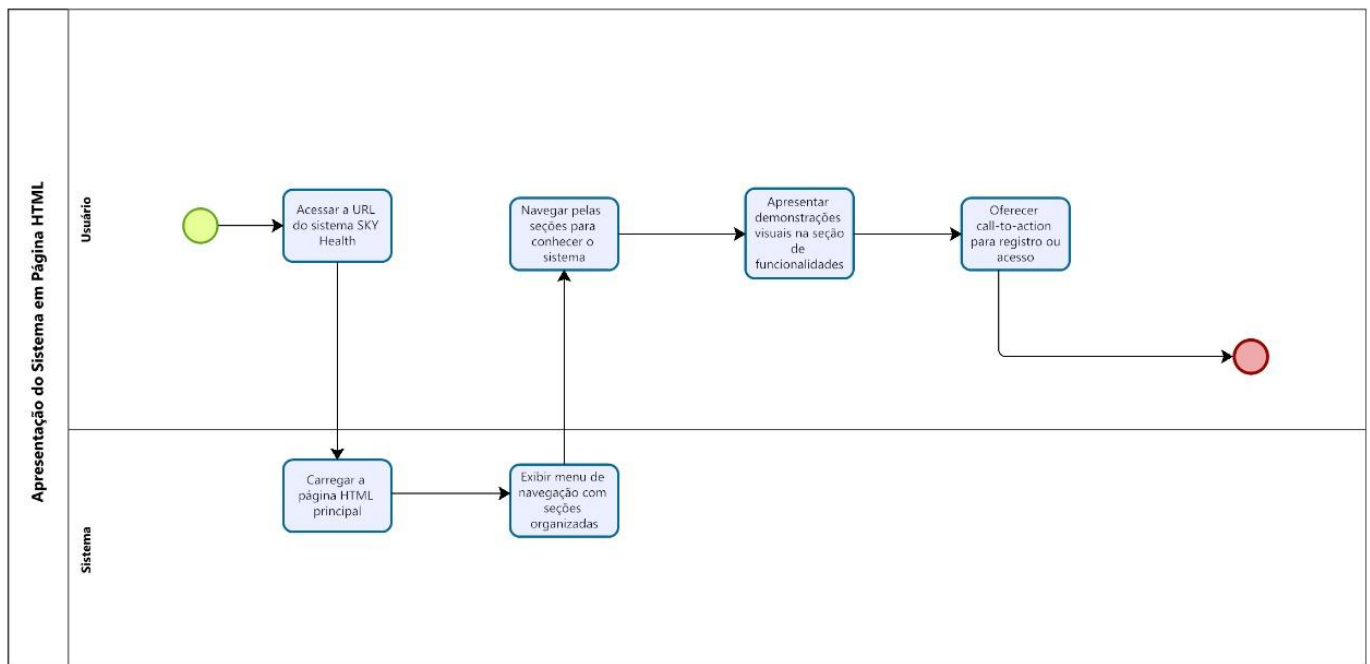 Apresentação do Sistema em Página HTML
Usuário
Acessar a URL
do sistema SKY
Health
Navegar pelas
seções para
conhecer o
sistema
Apresentar
demonstrações
visuais na seção
de
funcionalidades
Oferecer
call-to-action
para registro ou
acesso
Sistema
Carregar a
página HTML
principal
Exibir menu de
navegação com
seções
organizadas